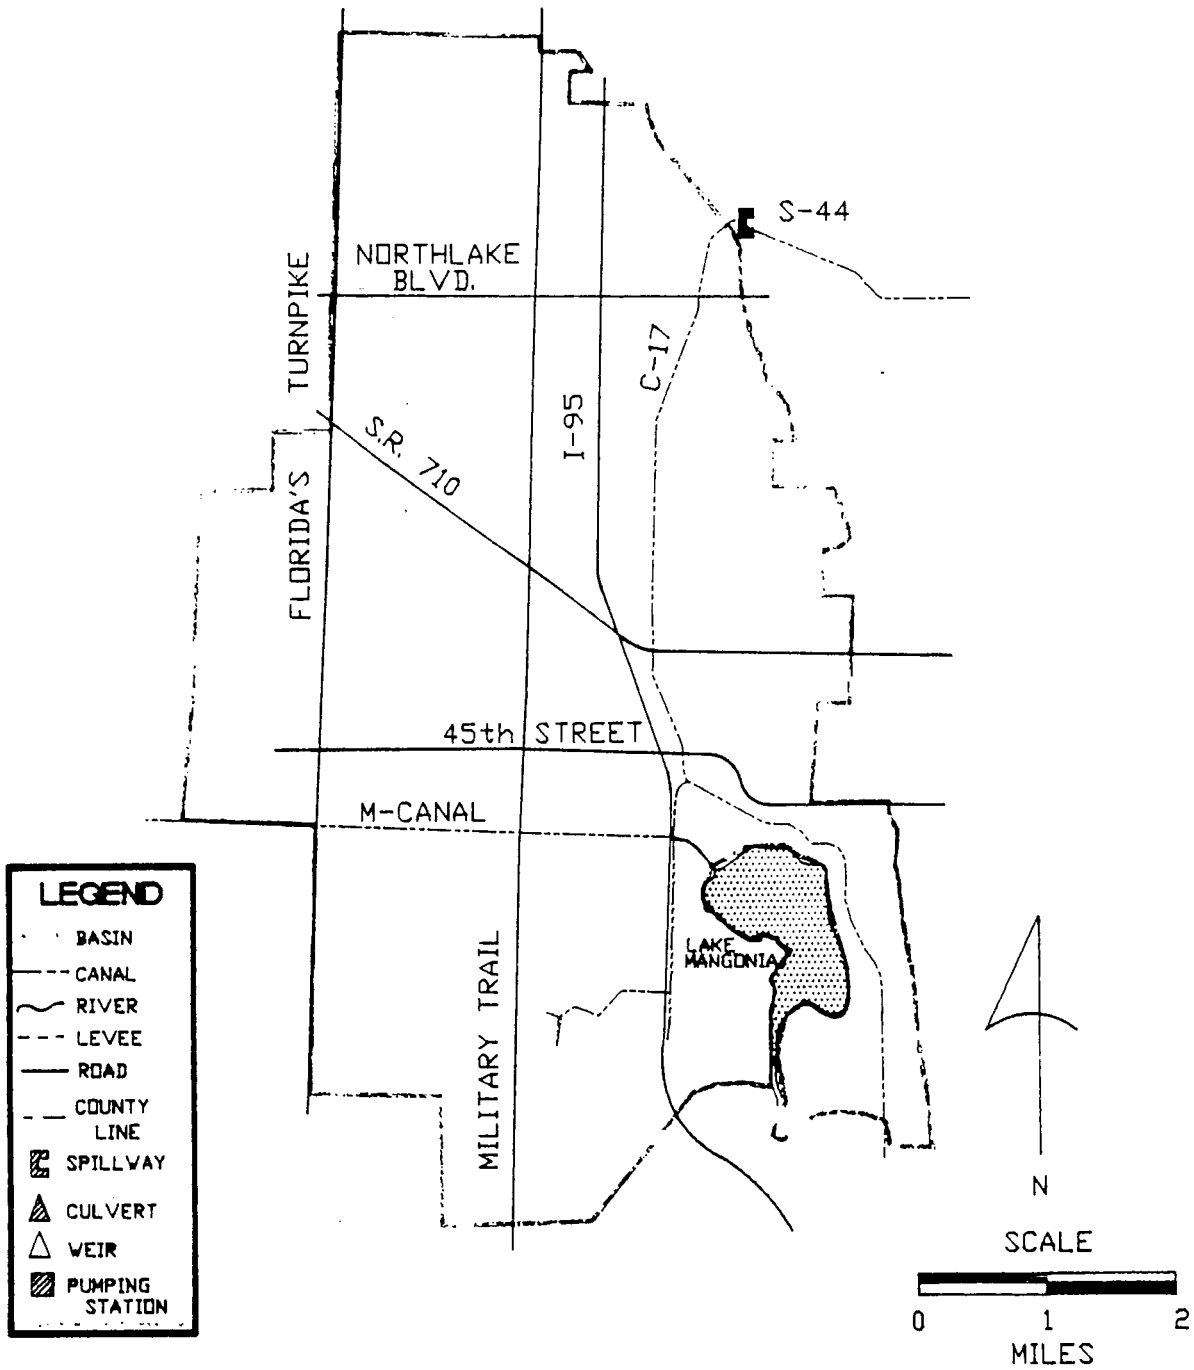 S-44
NORTHLAKE
BLVD.
FLORIDA'S TURNPIKE
C-17
I-95
S.R. 710
45th STREET
M-CANAL
LAKE
MANGONIA
MILITARY TRAIL
LEGEND
BASIN
CANAL
RIVER
LEVEE
ROAD
COUNTY
LINE
SPILLWAY
CULVERT
WEIR
PUMPING
STATION
N
SCALE
0 1 2
MILES